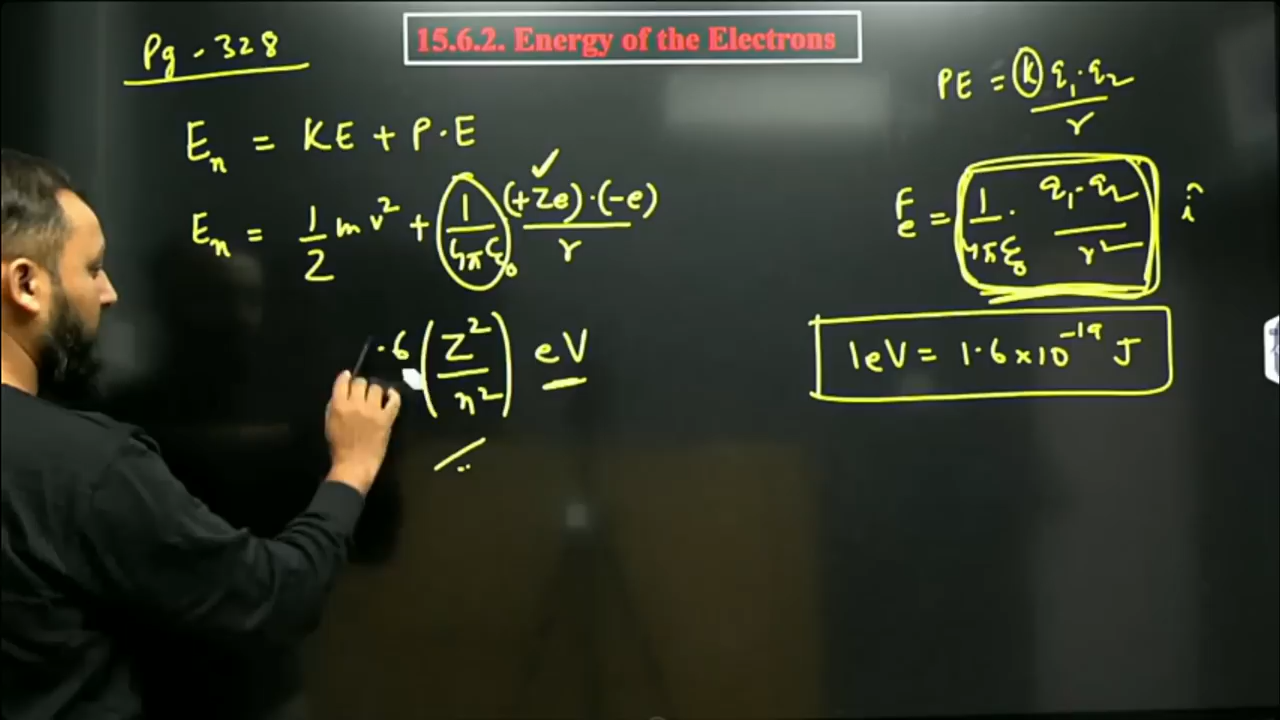 15.6.2. Energy of the Electrons
Pg - 328
Eₙ = KE + P·E
Eₙ = 1/2 mv² + 1/4πε₀ (+Ze)·(-e)/r
·6 (Z²/n²) eV
PE = k q₁·q₂/r
Fe = 1/4πε₀ · q₁·q₂/r² î
1eV = 1·6×10⁻¹⁹ J